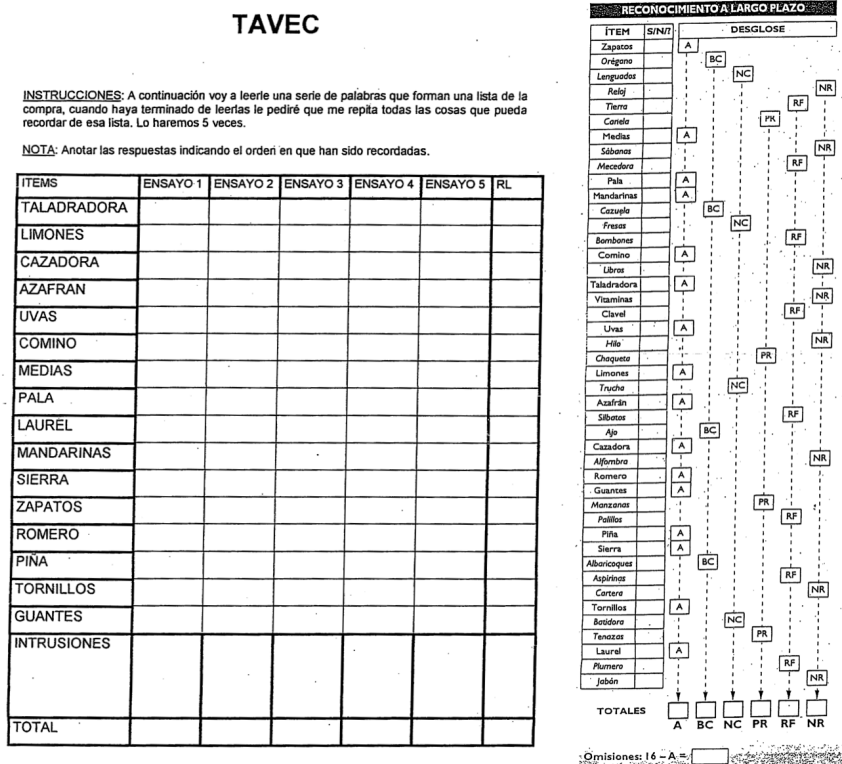 TAVEC
INSTRUCCIONES: A continuación voy a leerle una serie de palabras que forman una lista de la
compra, cuando haya terminado de leerlas le pediré que me repita todas las cosas que pueda
recordar de esa lista. Lo haremos 5 veces.
NOTA: Anotar las respuestas indicando el orden en que han sido recordadas.
ITEMS ENSAYO 1 ENSAYO 2 ENSAYO 3 ENSAYO 4 ENSAYO 5 RL
TALADRADORA
LIMONES
CAZADORA
AZAFRAN
UVAS
COMINO
MEDIAS
PALA
LAUREL
MANDARINAS
SIERRA
ZAPATOS
ROMERO
PIÑA
TORNILLOS
GUANTES
INTRUSIONES
TOTAL
RECONOCIMIENTO A LARGO PLAZO
ÍTEM S/N/? DESGLOSE
Zapatos A
Orégano BC
Lenguados NC
Reloj NR
Tierra RF
Canela PR
Medias A
Sábanas NR
Mecedora RF
Pala A
Mandarinas A
Cazuela BC
Fresas NC
Bombones RF
Comino A
Libros NR
Taladradora A
Vitaminas NR
Clavel RF
Uvas A
Hilo NR
Chaqueta PR
Limones A
Trucha NC
Azafrán A
Silbatos RF
Ajo BC
Cazadora A
Alfombra NR
Romero A
Guantes A
Manzanas PR
Palillos RF
Piña A
Sierra A
Albaricoques BC
Aspirinas RF
Cartera NR
Tornillos A
Batidora NC
Tenazas PR
Laurel A
Plumero RF
Jabón NR
TOTALES
A BC NC PR RF NR
Omisiones: 16 – A =